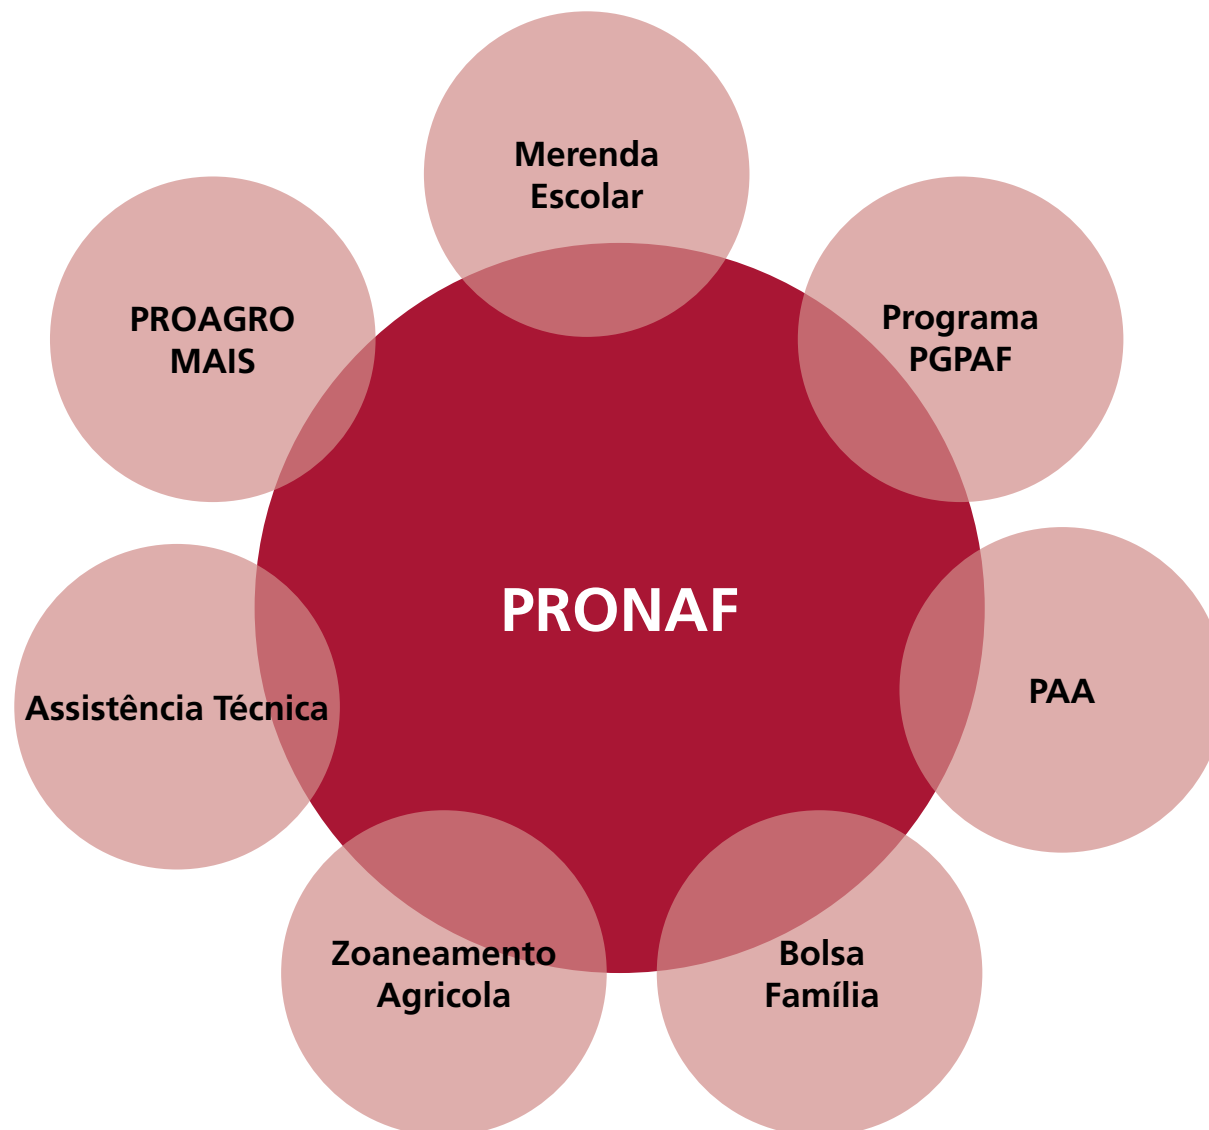 Merenda
Escolar
PROAGRO
MAIS
Programa
PGPAF
PRONAF
PAA
Assistência Técnica
Zoaneamento
Agricola
Bolsa
Família